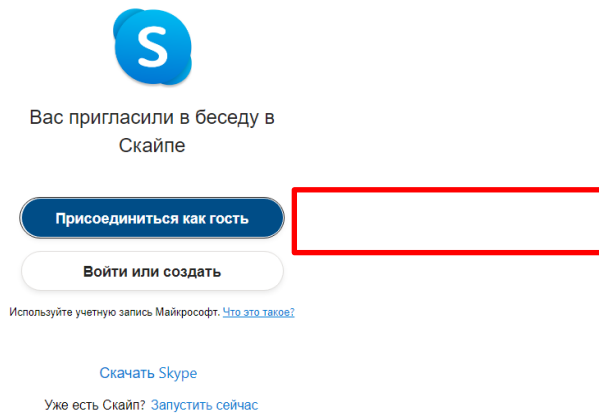 S
Вас пригласили в беседу в
Скайпе
Присоединиться как гость
Войти или создать
Используйте учетную запись Майкрософт. Что это такое?
Скачать Skype
Уже есть Скайп? Запустить сейчас